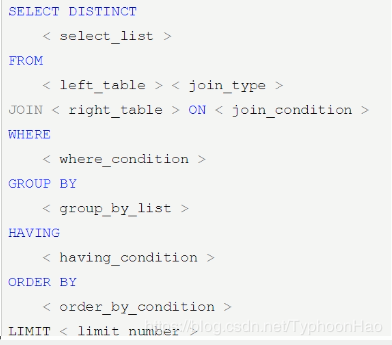 SELECT DISTINCT
< select_list >
FROM
< left_table > < join_type >
JOIN < right_table > ON < join_condition >
WHERE
< where_condition >
GROUP BY
< group_by_list >
HAVING
< having_condition >
ORDER BY
< order_by_condition >
LIMIT < limit number >
https://blog.csdn.net/TyphoonHao